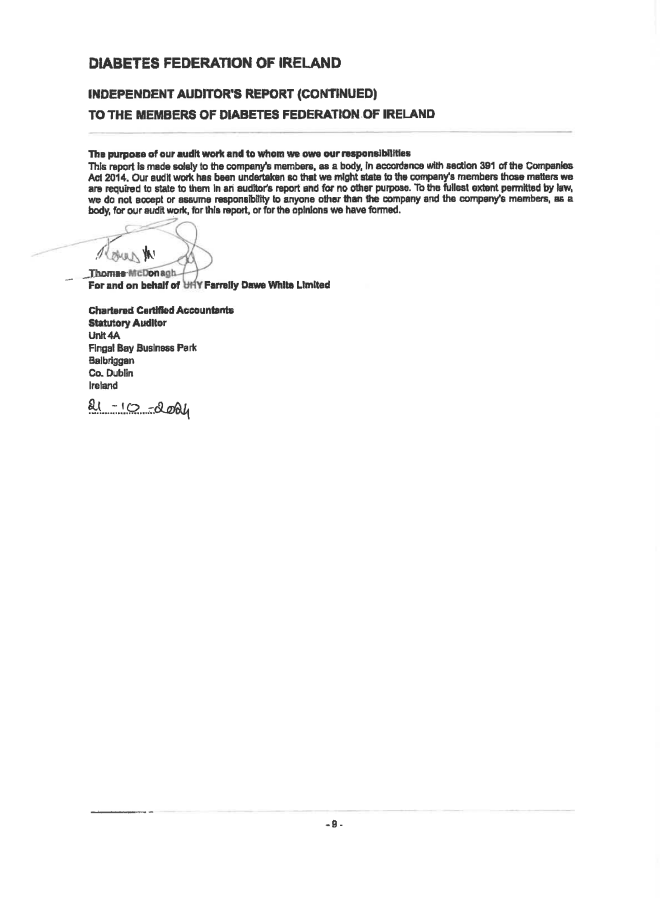 DIABETES FEDERATION OF IRELAND
INDEPENDENT AUDITOR'S REPORT (CONTINUED)
TO THE MEMBERS OF DIABETES FEDERATION OF IRELAND
The purpose of our audit work and to whom we owe our responsibilities
This report is made solely to the company's members, as a body, in accordance with section 391 of the Companies
Act 2014. Our audit work has been undertaken so that we might state to the company's members those matters we
are required to state to them in an auditor's report and for no other purpose. To the fullest extent permitted by law,
we do not accept or assume responsibility to anyone other than the company and the company's members, as a
body, for our audit work, for this report, or for the opinions we have formed.
Thomas McDonagh
For and on behalf of UHY Farrelly Dawe White Limited
Chartered Certified Accountants
Statutory Auditor
Unit 4A
Fingal Bay Business Park
Balbriggan
Co. Dublin
Ireland
21-10-2024
- 9 -